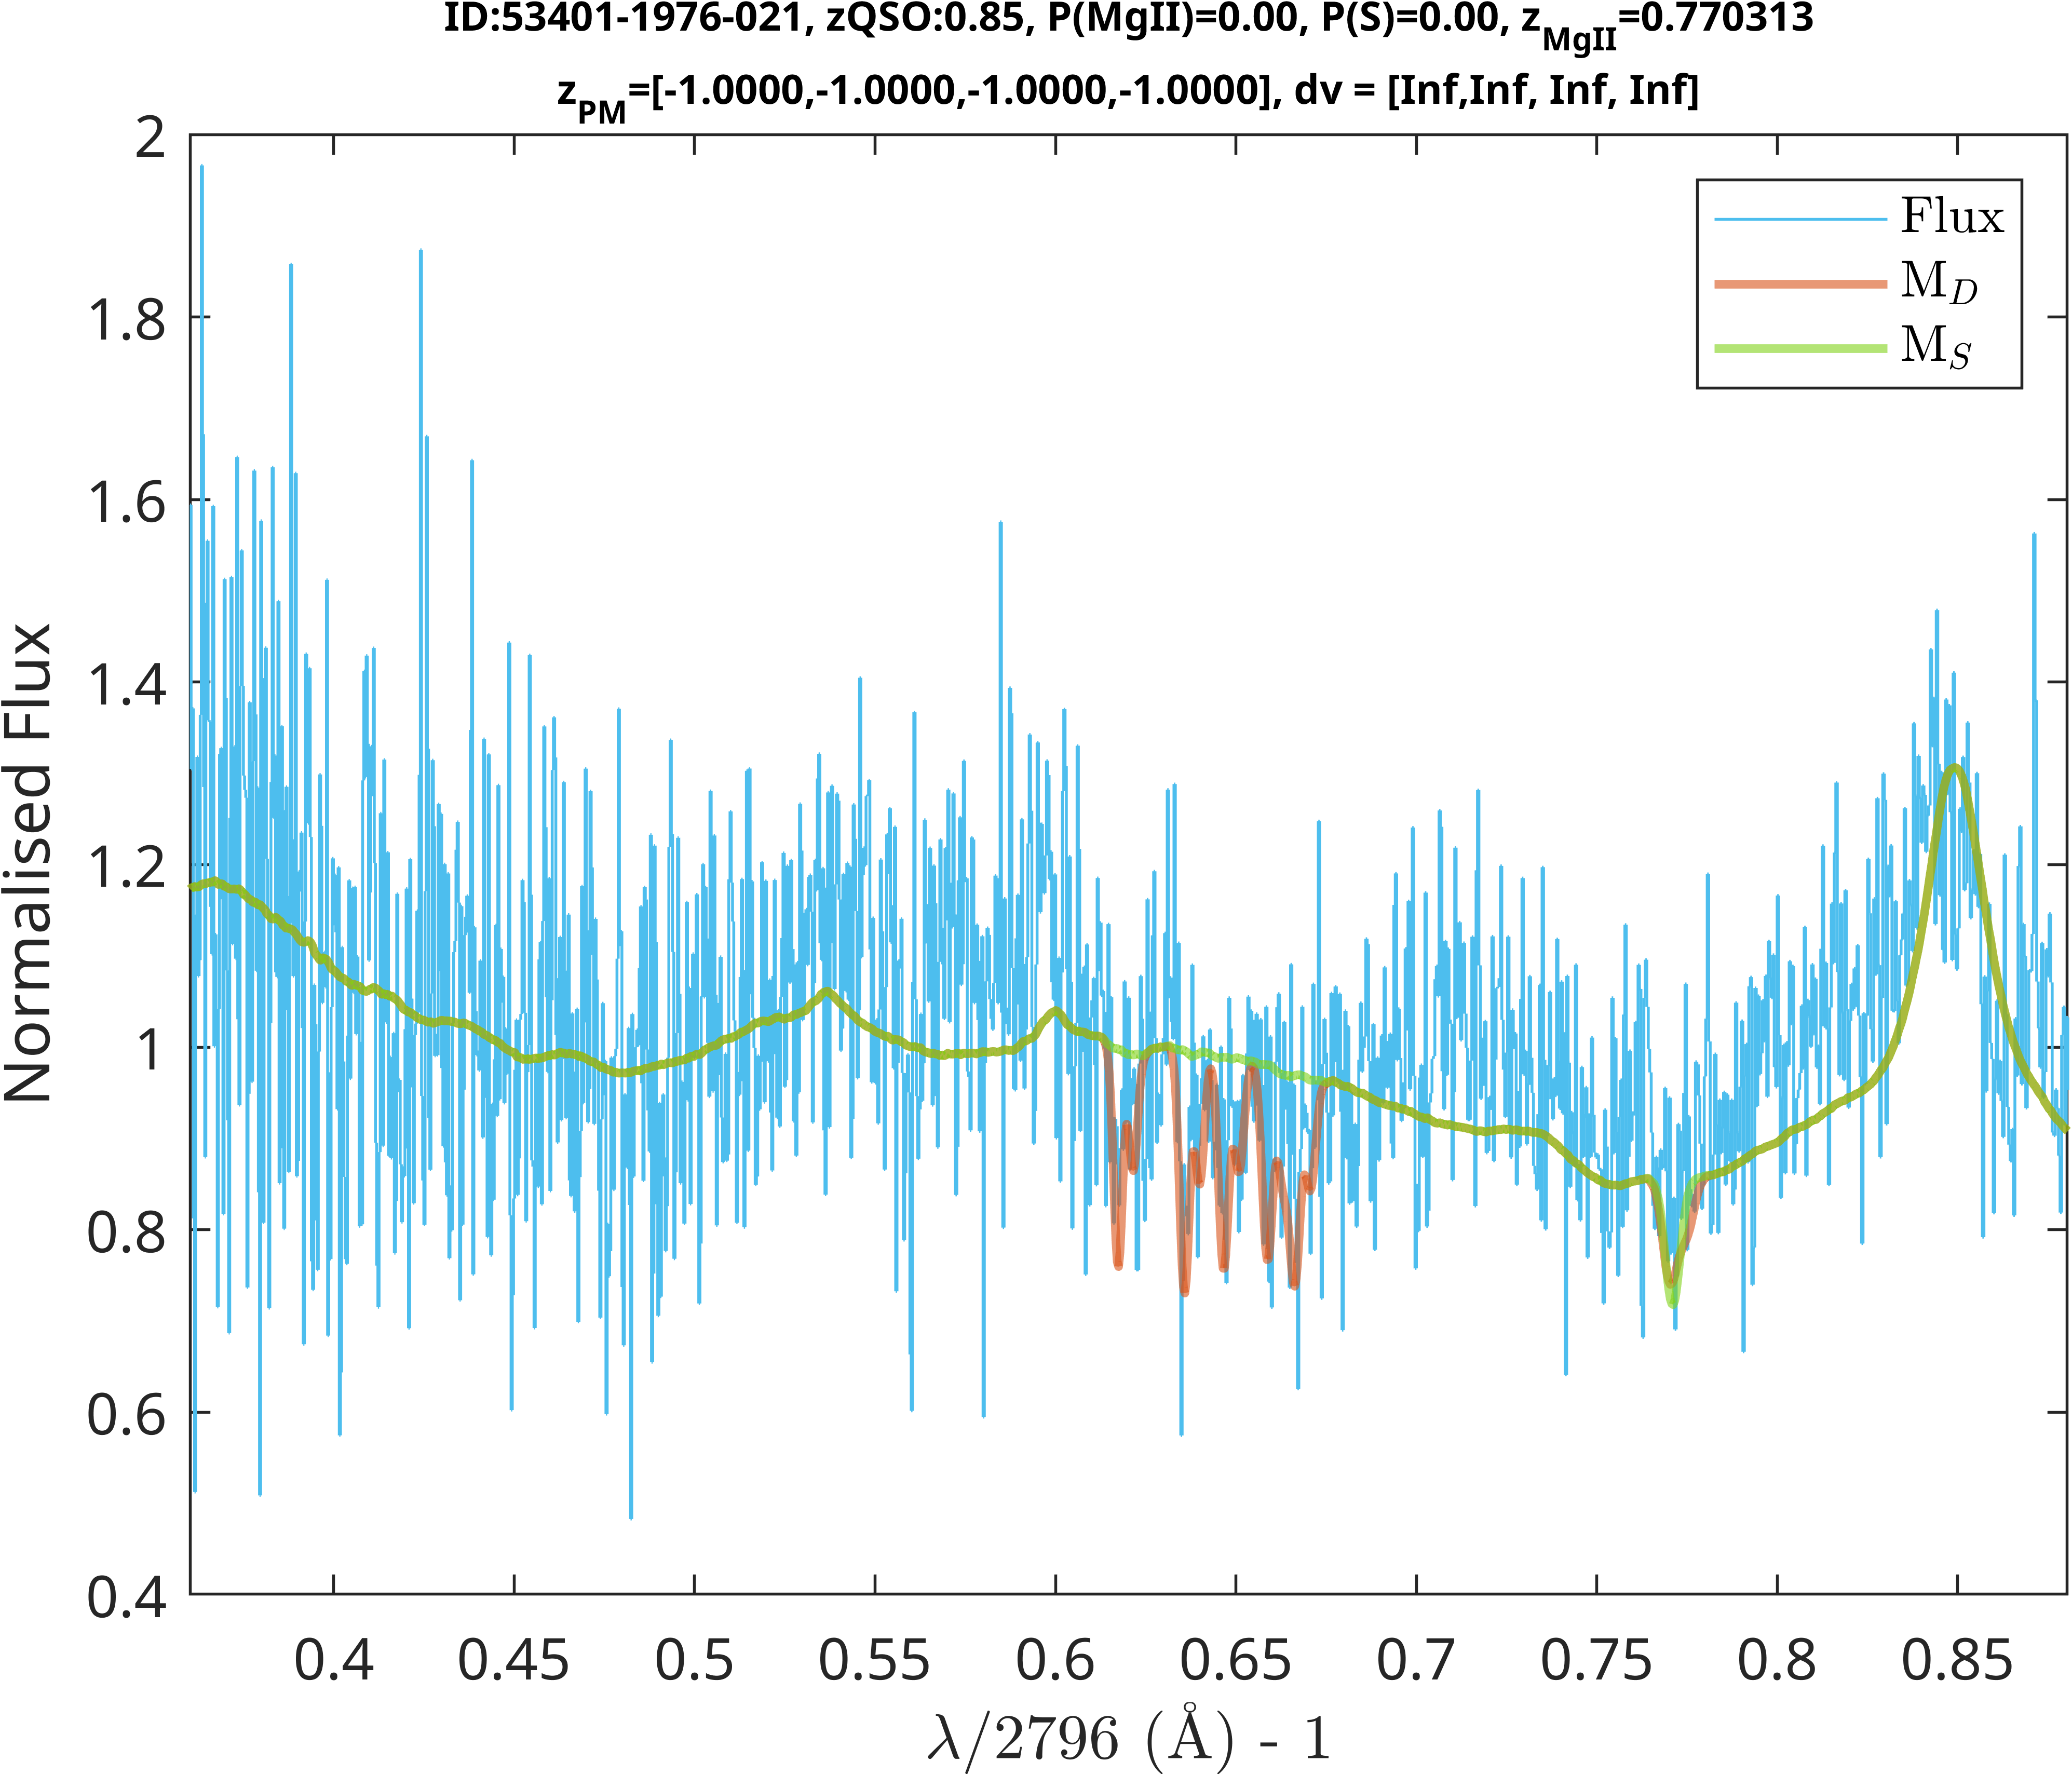 ID:53401-1976-021, zQSO:0.85, P(MgII)=0.00, P(S)=0.00, zMgII=0.770313
zPM=[-1.0000,-1.0000,-1.0000,-1.0000], dv = [Inf,Inf, Inf, Inf]
2
1.8
1.6
1.4
1.2
1
0.8
0.6
0.4
Normalised Flux
Flux
MD
MS
0.4 0.45 0.5 0.55 0.6 0.65 0.7 0.75 0.8 0.85
λ/2796 (Å) - 1